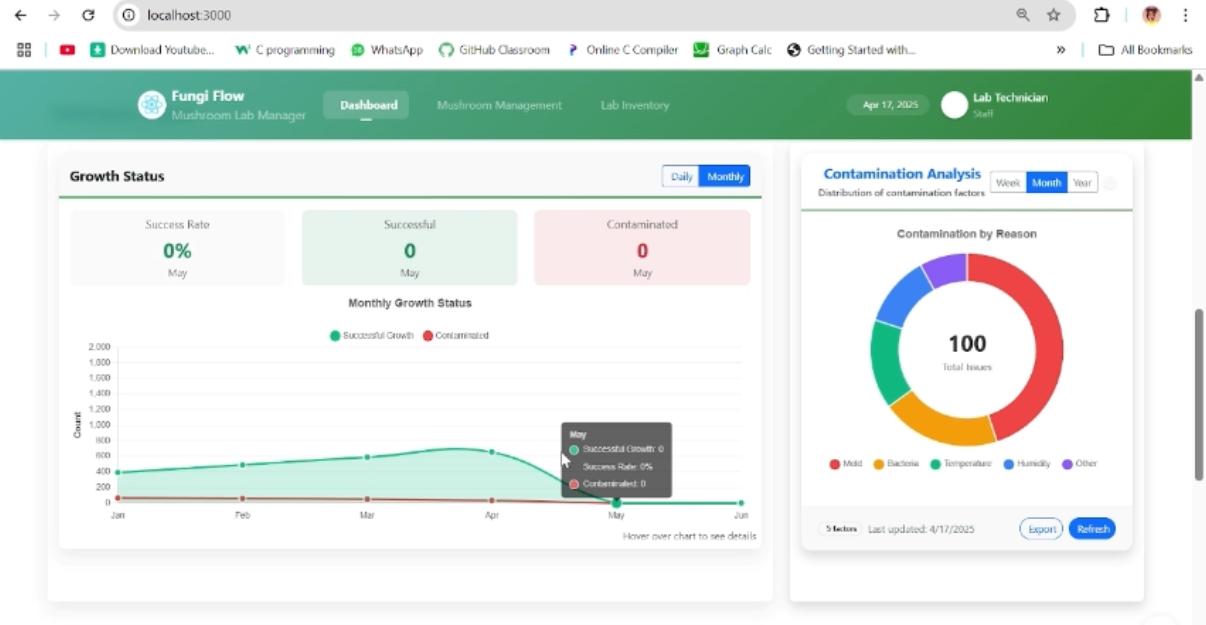 localhost:3000
Download Youtube...
C programming
WhatsApp
GitHub Classroom
Online C Compiler
Graph Calc
Getting Started with...
»
All Bookmarks
Fungi Flow
Mushroom Lab Manager
Dashboard
Mushroom Management
Lab Inventory
Apr 17, 2025
Lab Technician
Staff
Growth Status
Daily
Monthly
Success Rate
0%
May
Successful
0
May
Contaminated
0
May
Monthly Growth Status
Successful Growth
Contaminated
Count
2,000
1,800
1,600
1,400
1,200
1,000
800
600
400
200
0
Jan
Feb
Mar
Apr
May
Jun
May
Successful Growth: 0
Success Rate: 0%
Contaminated: 0
Hover over chart to see details
Contamination Analysis
Distribution of contamination factors
Week
Month
Year
Contamination by Reason
100
Total Issues
Mold
Bacteria
Temperature
Humidity
Other
5 factors
Last updated: 4/17/2025
Export
Refresh